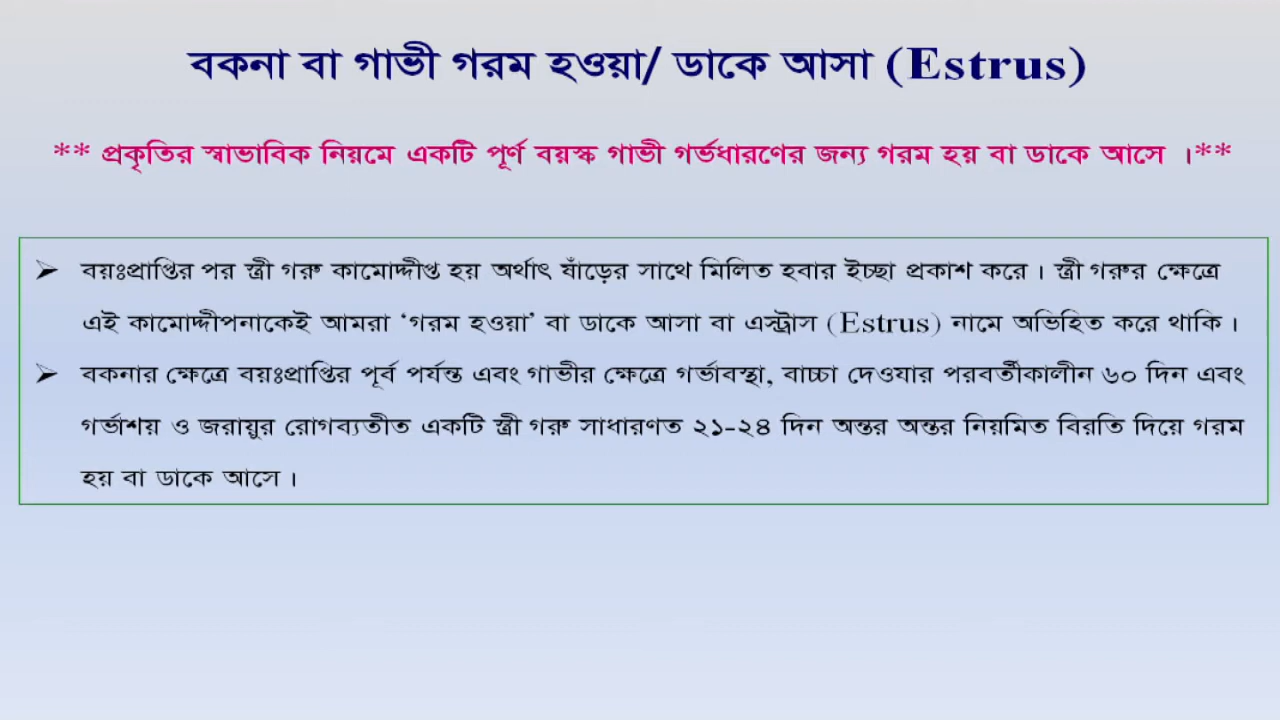 বকনা বা গাভী গরম হওয়া/ ডাকে আসা (Estrus)
** প্রকৃতির স্বাভাবিক নিয়মে একটি পূর্ণ বয়স্ক গাভী গর্ভধারণের জন্য গরম হয় বা ডাকে আসে ।**
➢ বয়ঃপ্রাপ্তির পর স্ত্রী গরু কামোদ্দীপ্ত হয় অর্থাৎ ষাঁড়ের সাথে মিলিত হবার ইচ্ছা প্রকাশ করে। স্ত্রী গরুর ক্ষেত্রে
এই কামোদ্দীপনাকেই আমরা ‘গরম হওয়া’ বা ডাকে আসা বা এস্ট্রাস (Estrus) নামে অভিহিত করে থাকি।
➢ বকনার ক্ষেত্রে বয়ঃপ্রাপ্তির পূর্ব পর্যন্ত এবং গাভীর ক্ষেত্রে গর্ভাবস্থা, বাচ্চা দেওযার পরবর্তীকালীন ৬০ দিন এবং
গর্ভাশয় ও জরায়ুর রোগব্যতীত একটি স্ত্রী গরু সাধারণত ২১-২৪ দিন অন্তর অন্তর নিয়মিত বিরতি দিয়ে গরম
হয় বা ডাকে আসে।